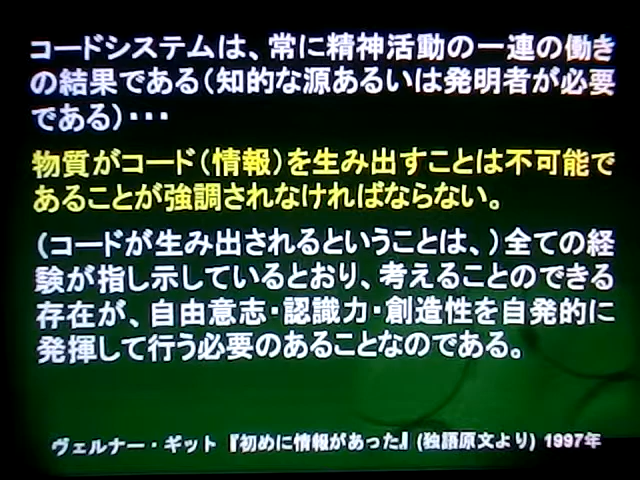 コードシステムは、常に精神活動の一連の働き
の結果である（知的な源あるいは発明者が必要
である）・・・
物質がコード（情報）を生み出すことは不可能で
あることが強調されなければならない。
（コードが生み出されるということは、）全ての経
験が指し示しているとおり、考えることのできる
存在が、自由意志・認識力・創造性を自発的に
発揮して行う必要のあることなのである。
ヴェルナー・ギット『初めに情報があった』（独語原文より）1997年